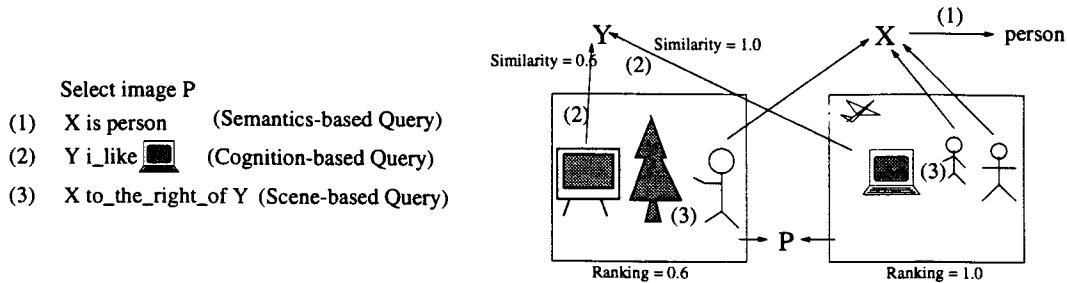 Select image P
(1) X is person (Semantics-based Query)
(2) Y i_like (Cognition-based Query)
(3) X to_the_right_of Y (Scene-based Query)
(1)
Y X person
Similarity = 1.0
Similarity = 0.6
(2)
(2)
(3)
(3)
P
Ranking = 0.6 Ranking = 1.0